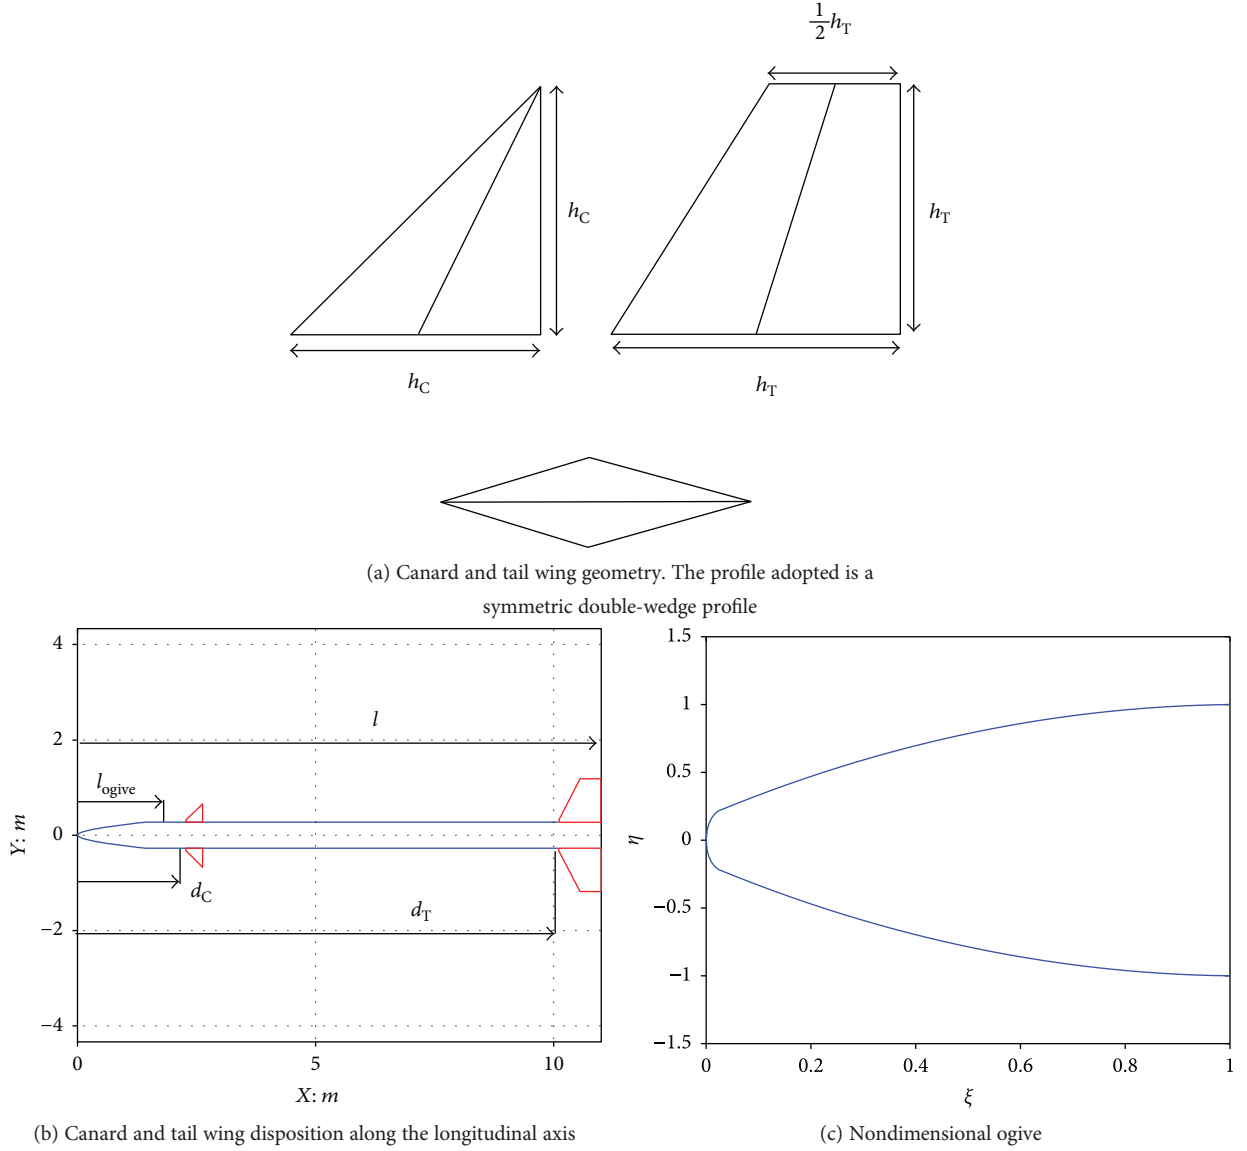 1/2 h_T
h_C
h_T
h_C
h_T
(a) Canard and tail wing geometry. The profile adopted is a
symmetric double-wedge profile
4
2
0
−2
−4
Y: m
l
l_ogive
d_C
d_T
0
5
10
X: m
(b) Canard and tail wing disposition along the longitudinal axis
1.5
1
0.5
0
−0.5
−1
−1.5
η
0
0.2
0.4
0.6
0.8
1
ξ
(c) Nondimensional ogive